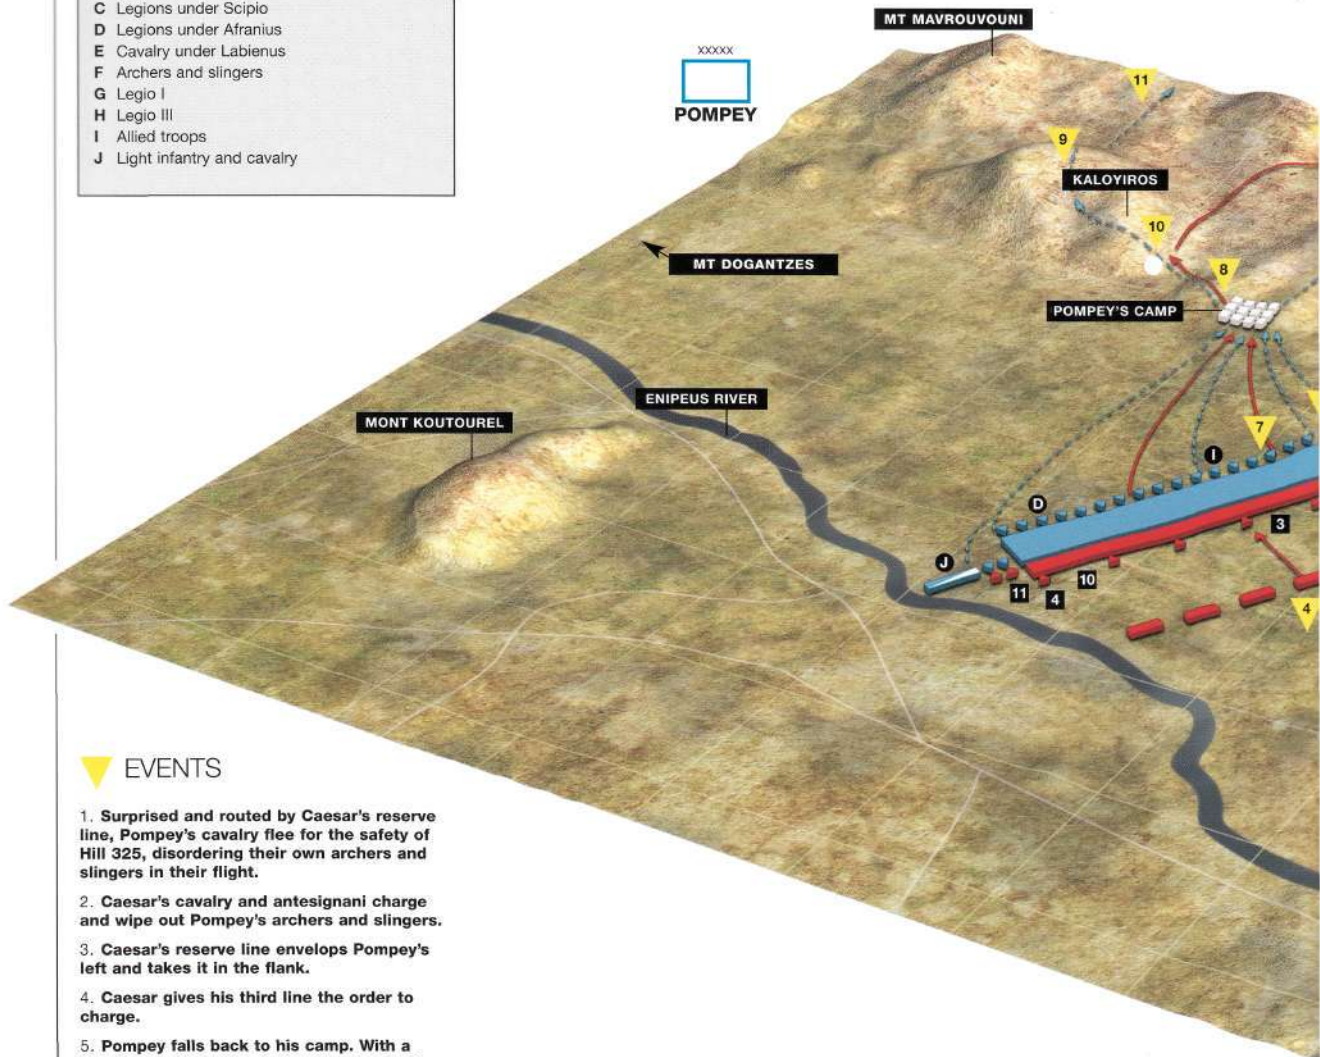 C Legions under Scipio
D Legions under Afranius
E Cavalry under Labienus
F Archers and slingers
G Legio I
H Legio III
I Allied troops
J Light infantry and cavalry
XXXXX
POMPEY
MT MAVROUVOUNI
11
9
KALOYIROS
10
MT DOGANTZES
8
POMPEY'S CAMP
ENIPEUS RIVER
MONT KOUTOUREL
7
I
D
3
J
10
11
4
4
EVENTS
1. Surprised and routed by Caesar's reserve
line, Pompey's cavalry flee for the safety of
Hill 325, disordering their own archers and
slingers in their flight.
2. Caesar's cavalry and antesignani charge
and wipe out Pompey's archers and slingers.
3. Caesar's reserve line envelops Pompey's
left and takes it in the flank.
4. Caesar gives his third line the order to
charge.
5. Pompey falls back to his camp. With a